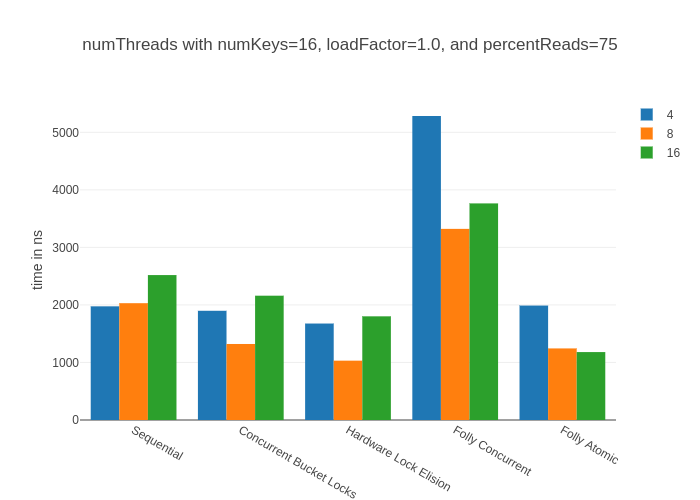 numThreads with numKeys=16, loadFactor=1.0, and percentReads=75
4
8
16
time in ns
5000
4000
3000
2000
1000
0
Sequential
Concurrent Bucket Locks
Hardware Lock Elision
Folly Concurrent
Folly Atomic